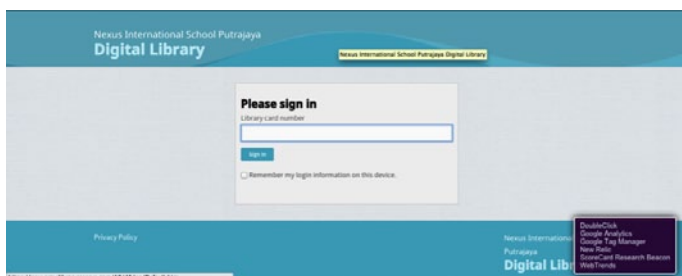 Nexus International School Putrajaya
Digital Library
Nexus International School Putrajaya Digital Library
Please sign in
Library card number
Sign in
Remember my login information on this device.
Privacy Policy
Nexus International
Putrajaya
Digital Lib
DoubleClick
Google Analytics
Google Tag Manager
New Relic
ScoreCard Research Beacon
WebTrends